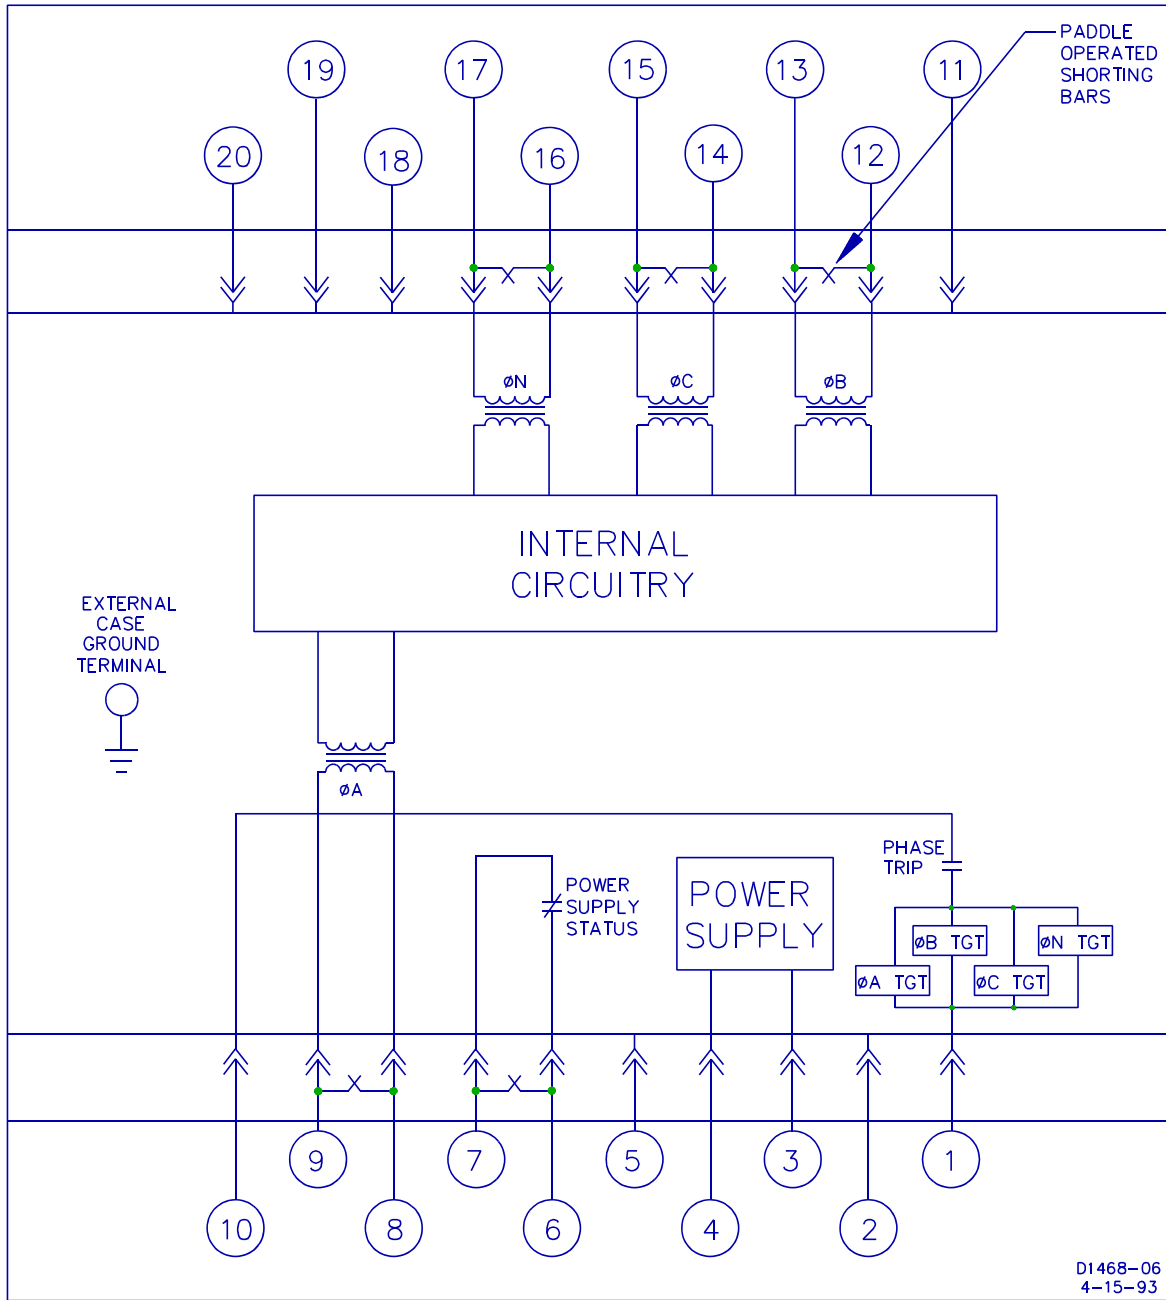 PADDLE
OPERATED
SHORTING
BARS
19
17
15
13
11
20
18
16
14
12
øN
øC
øB
INTERNAL
CIRCUITRY
EXTERNAL
CASE
GROUND
TERMINAL
øA
PHASE
TRIP
POWER
SUPPLY
STATUS
POWER
SUPPLY
øB TGT
øN TGT
øA TGT
øC TGT
9
7
5
3
1
10
8
6
4
2
D1468-06
4-15-93